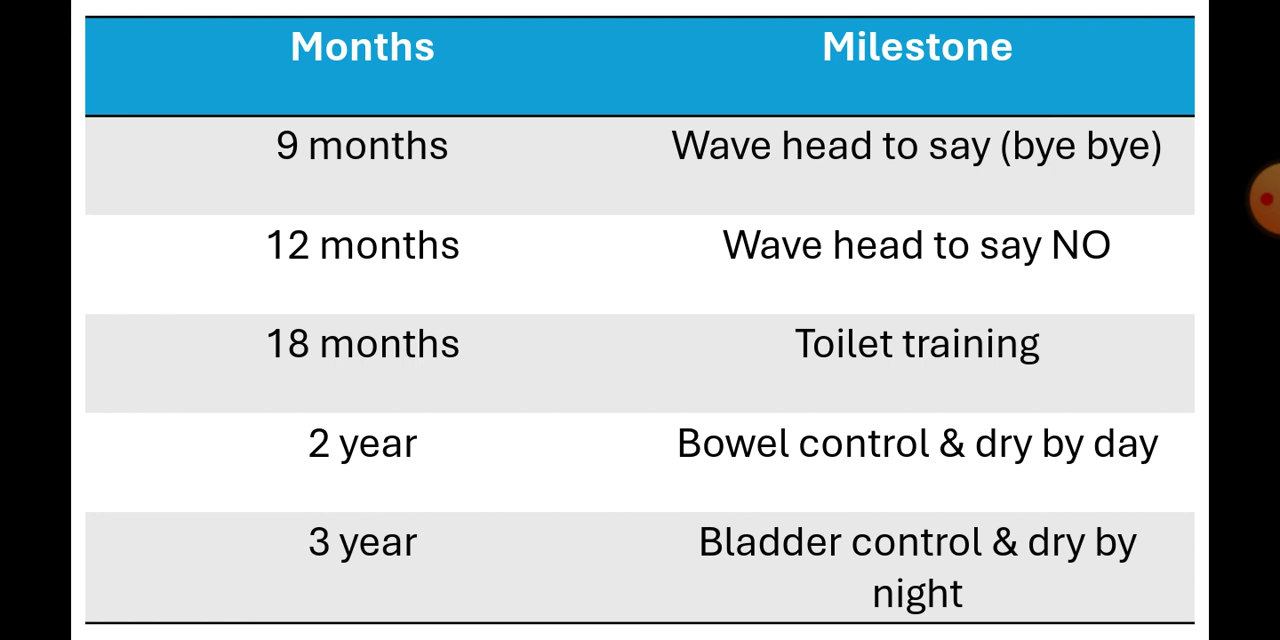 Months Milestone
9 months Wave head to say (bye bye)
12 months Wave head to say NO
18 months Toilet training
2 year Bowel control & dry by day
3 year Bladder control & dry by
night